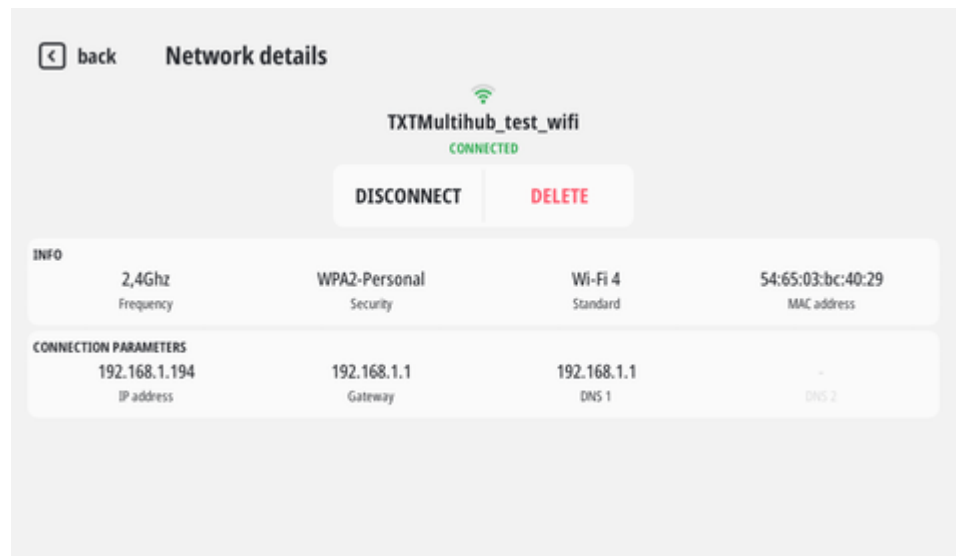 back Network details
TXTMultihub_test_wifi
CONNECTED
DISCONNECT DELETE
INFO
2,4Ghz WPA2-Personal Wi-Fi 4 54:65:03:bc:40:29
Frequency Security Standard MAC address
CONNECTION PARAMETERS
192.168.1.194 192.168.1.1 192.168.1.1 -
IP address Gateway DNS 1 DNS 2